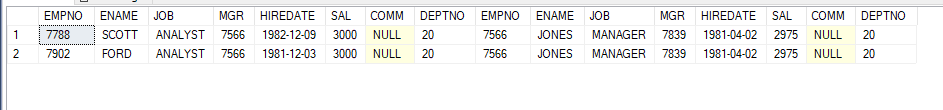 EMPNO ENAME JOB MGR HIREDATE SAL COMM DEPTNO EMPNO ENAME JOB MGR HIREDATE SAL COMM DEPTNO
1 7788 SCOTT ANALYST 7566 1982-12-09 3000 NULL 20 7566 JONES MANAGER 7839 1981-04-02 2975 NULL 20
2 7902 FORD ANALYST 7566 1981-12-03 3000 NULL 20 7566 JONES MANAGER 7839 1981-04-02 2975 NULL 20